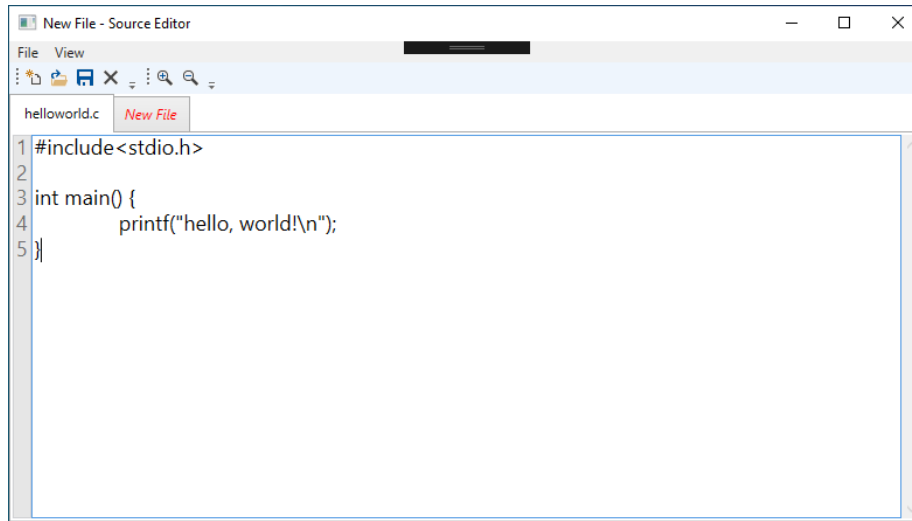 New File - Source Editor
File View
helloworld.c New File
1 #include<stdio.h>
2
3 int main() {
4 printf("hello, world!\n");
5 }